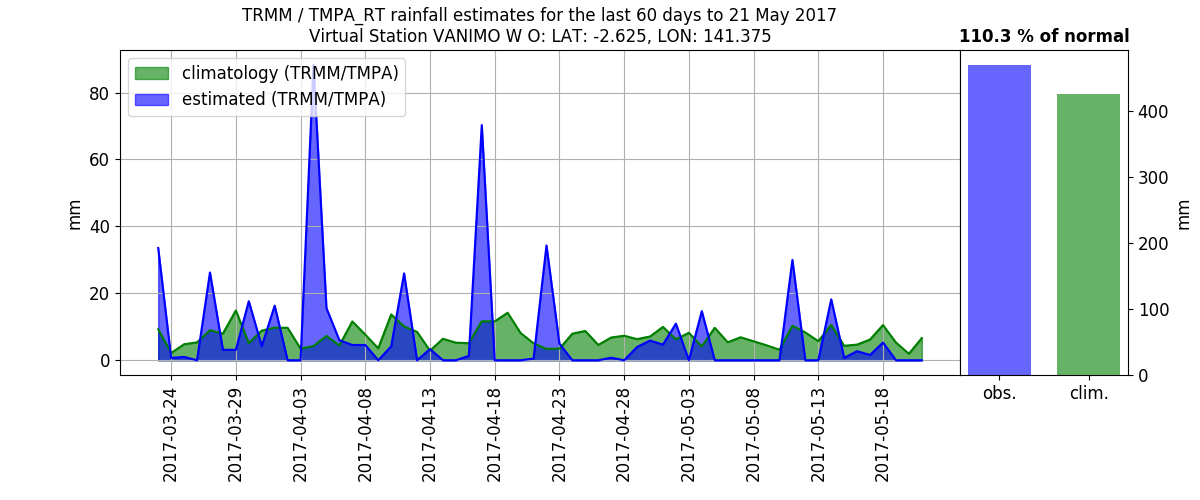 TRMM / TMPA_RT rainfall estimates for the last 60 days to 21 May 2017
Virtual Station VANIMO W O: LAT: -2.625, LON: 141.375
110.3 % of normal
climatology (TRMM/TMPA)
estimated (TRMM/TMPA)
mm
80
60
40
20
0
2017-03-24
2017-03-29
2017-04-03
2017-04-08
2017-04-13
2017-04-18
2017-04-23
2017-04-28
2017-05-03
2017-05-08
2017-05-13
2017-05-18
400
300
200
100
0
mm
obs.
clim.